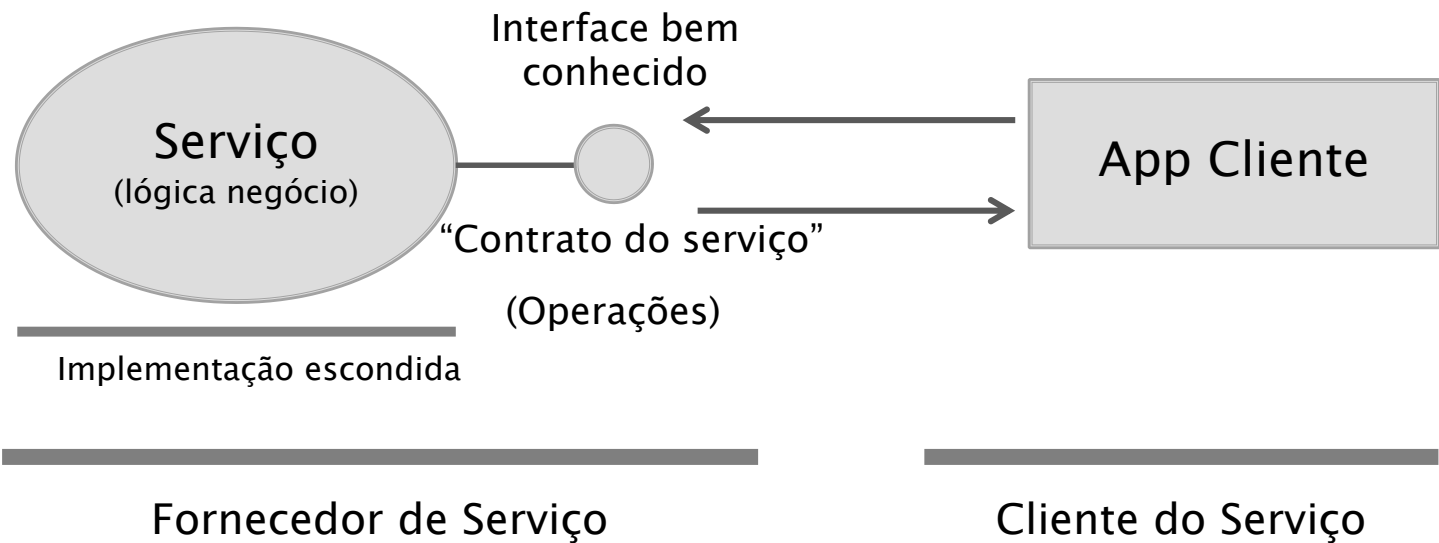 Interface bem
conhecido
Serviço
(lógica negócio)
App Cliente
“Contrato do serviço”
(Operações)
Implementação escondida
Fornecedor de Serviço
Cliente do Serviço